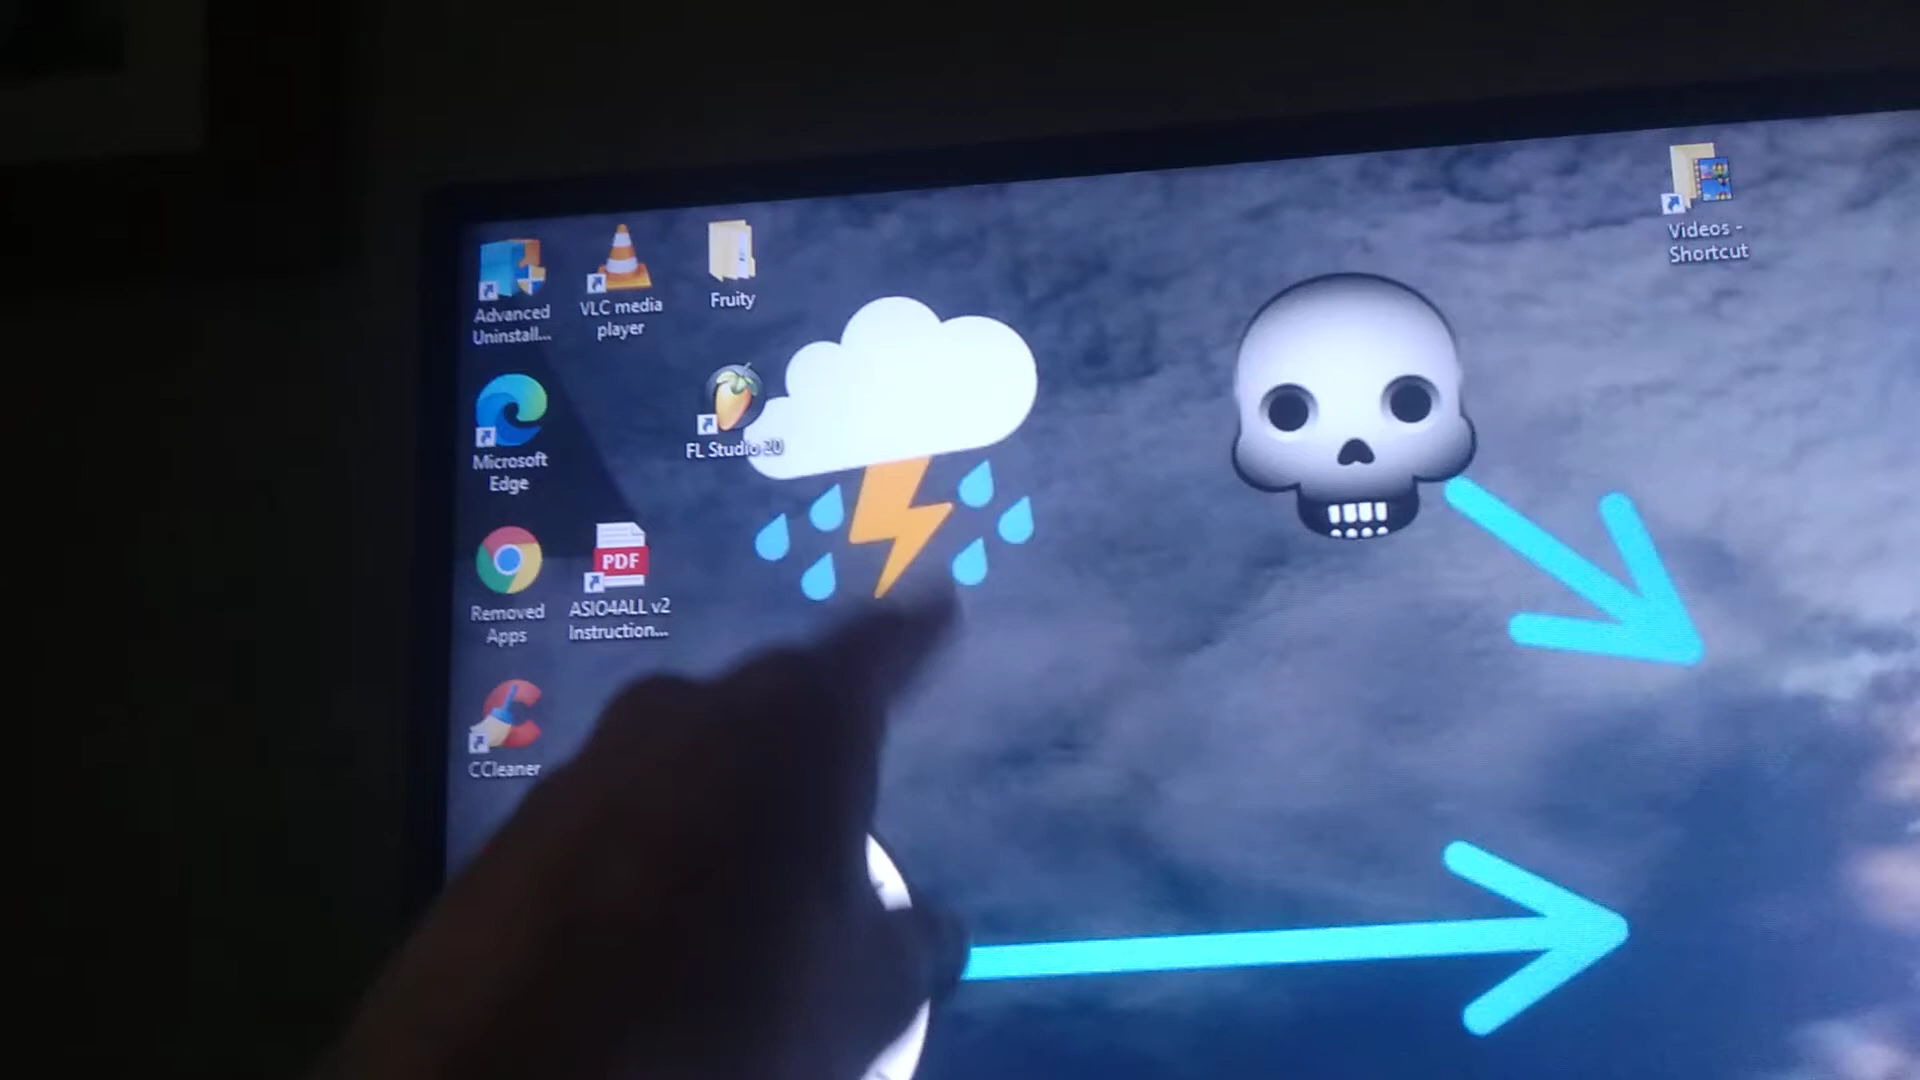 Advanced
Uninstall...
VLC media
player
Fruity
Videos -
Shortcut
FL Studio 20
Microsoft
Edge
Removed
Apps
PDF
ASIO4ALL v2
Instruction...
CCleaner